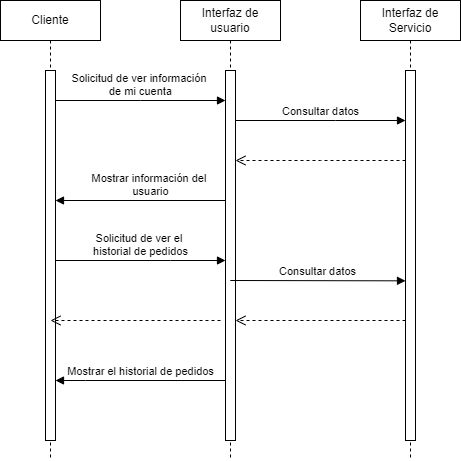 Cliente
Interfaz de
usuario
Interfaz de
Servicio
Solicitud de ver información
de mi cuenta
Consultar datos
Mostrar información del
usuario
Solicitud de ver el
historial de pedidos
Consultar datos
Mostrar el historial de pedidos